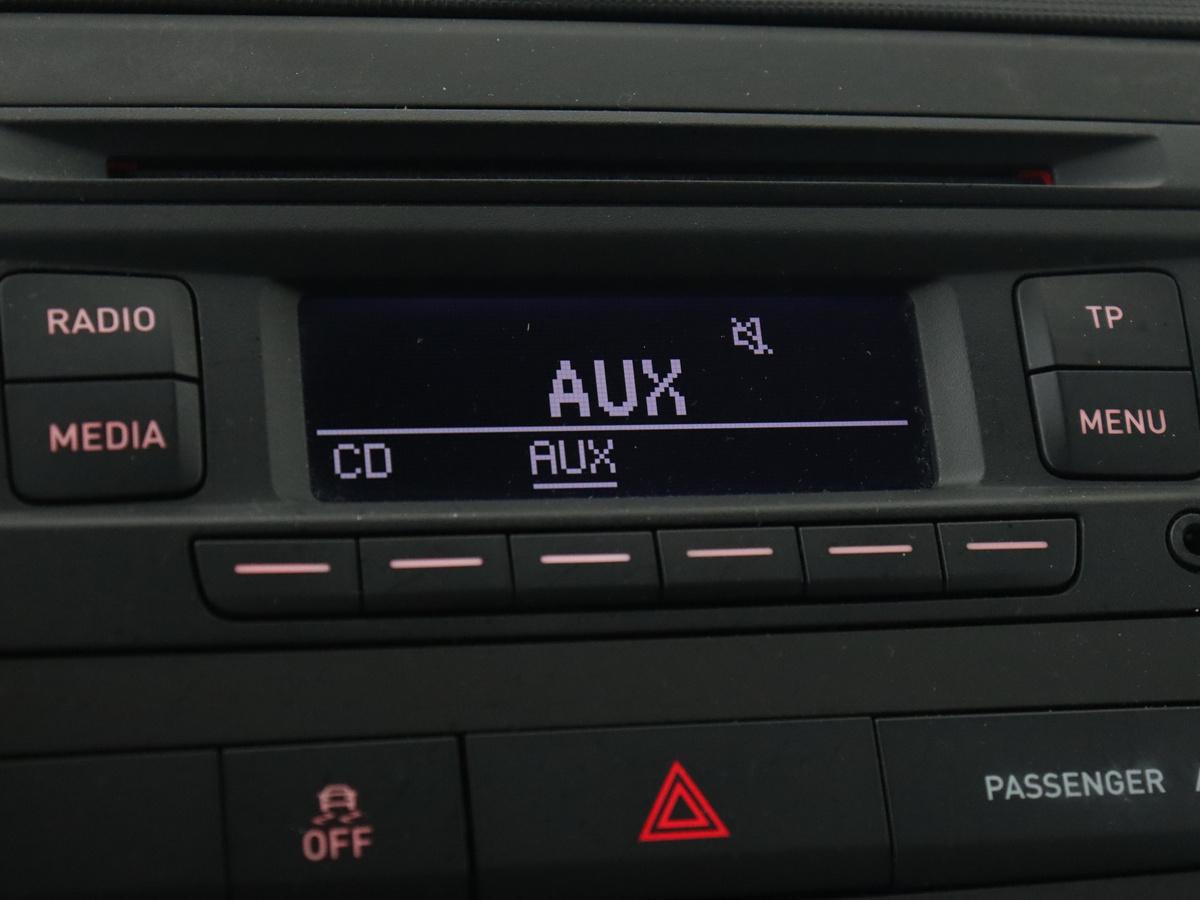 RADIO
MEDIA
AUX
CD AUX
TP
MENU
OFF
PASSENGER